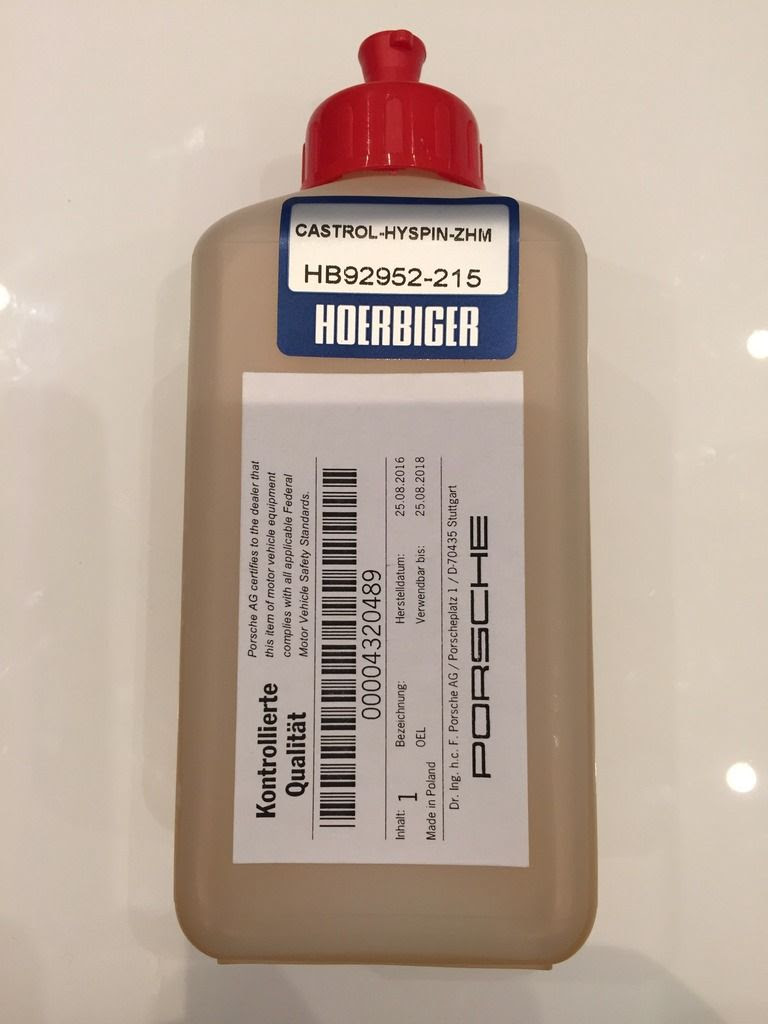 CASTROL-HYSPIN-ZHM
HB92952-215
HOERBIGER
Kontrollierte
Qualität
Porsche AG certifies to the dealer that
this item of motor vehicle equipment
complies with all applicable Federal
Motor Vehicle Safety Standards.
00004320489
Inhalt: 1 Bezeichnung: Herstelldatum: 25.08.2016
Made in Poland OEL Verwendbar bis: 25.08.2018
Dr. Ing. h.c. F. Porsche AG / Porscheplatz 1 / D-70435 Stuttgart
PORSCHE